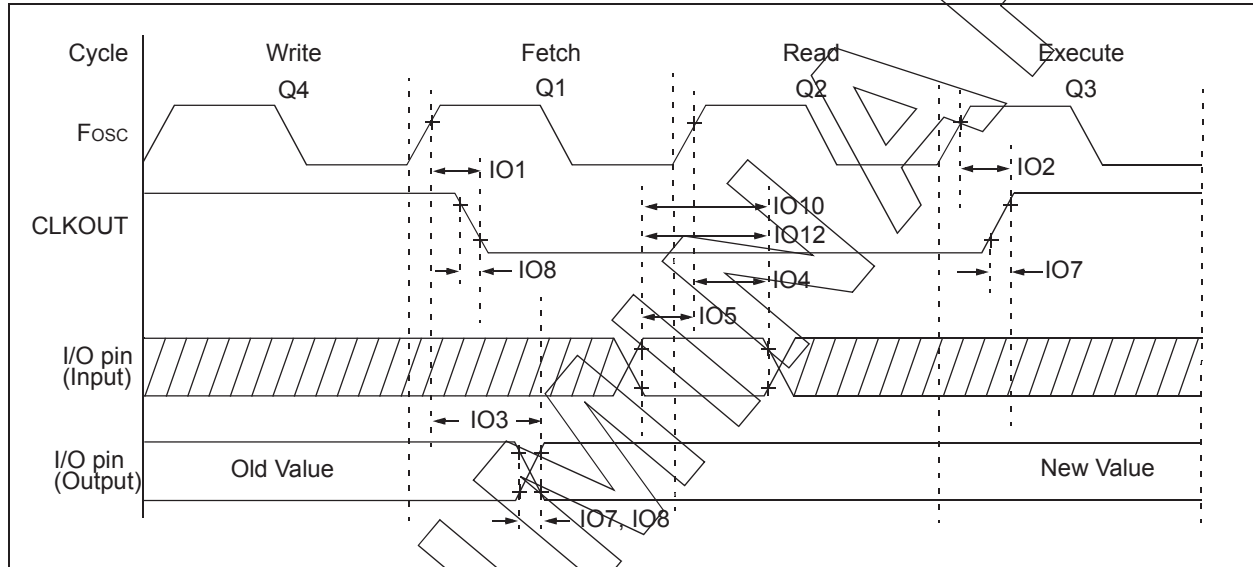 Cycle Write Fetch Read Execute
Q4 Q1 Q2 Q3
FOSC
IO1 IO2
CLKOUT
IO10
IO12
IO8 IO4 IO7
IO5
I/O pin
(Input)
IO3
I/O pin
(Output)
Old Value New Value
IO7, IO8